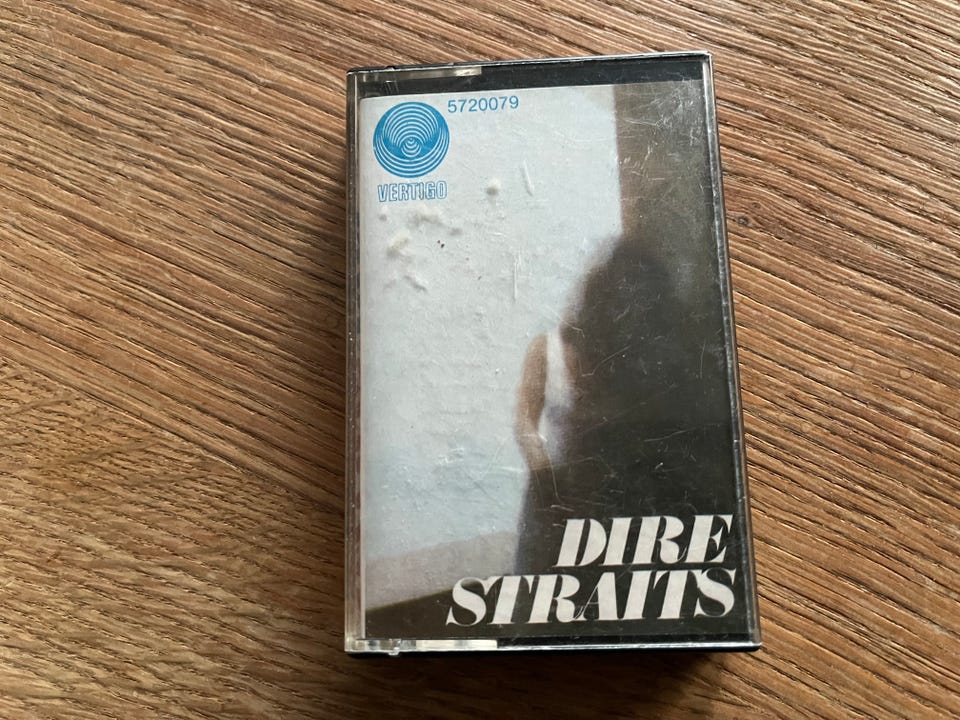 5720079
VERTIGO
DIRE
STRAITS